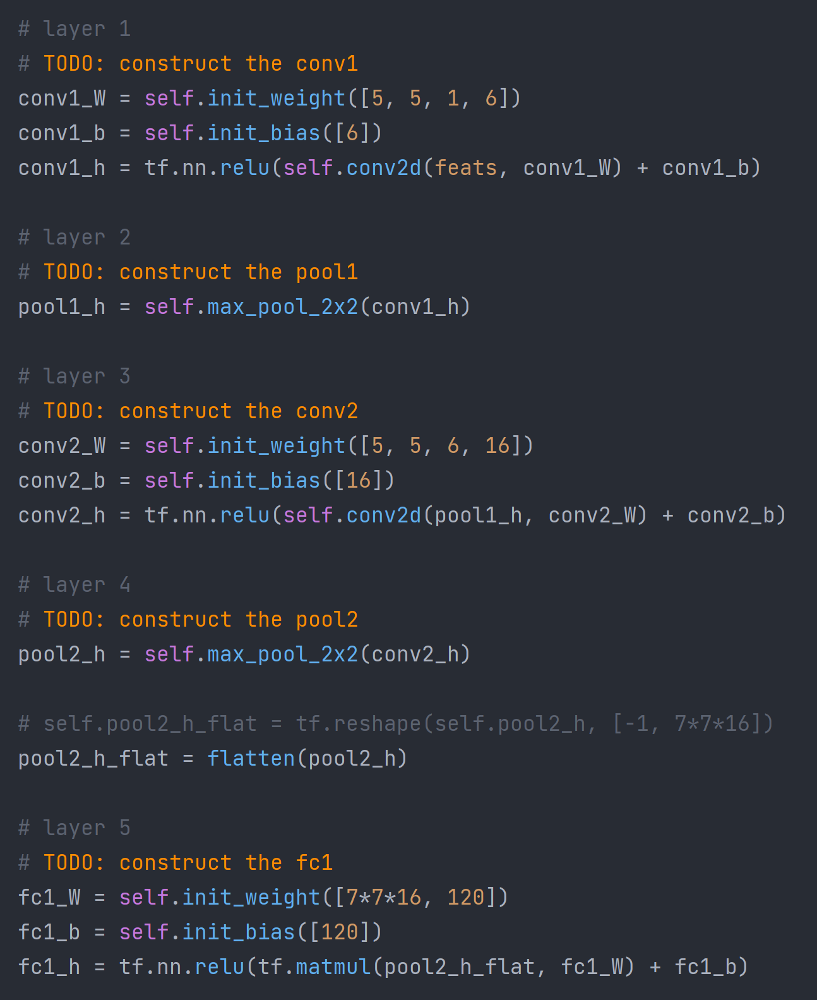 # layer 1
# TODO: construct the conv1
conv1_W = self.init_weight([5, 5, 1, 6])
conv1_b = self.init_bias([6])
conv1_h = tf.nn.relu(self.conv2d(feats, conv1_W) + conv1_b)
# layer 2
# TODO: construct the pool1
pool1_h = self.max_pool_2x2(conv1_h)
# layer 3
# TODO: construct the conv2
conv2_W = self.init_weight([5, 5, 6, 16])
conv2_b = self.init_bias([16])
conv2_h = tf.nn.relu(self.conv2d(pool1_h, conv2_W) + conv2_b)
# layer 4
# TODO: construct the pool2
pool2_h = self.max_pool_2x2(conv2_h)
# self.pool2_h_flat = tf.reshape(self.pool2_h, [-1, 7*7*16])
pool2_h_flat = flatten(pool2_h)
# layer 5
# TODO: construct the fc1
fc1_W = self.init_weight([7*7*16, 120])
fc1_b = self.init_bias([120])
fc1_h = tf.nn.relu(tf.matmul(pool2_h_flat, fc1_W) + fc1_b)